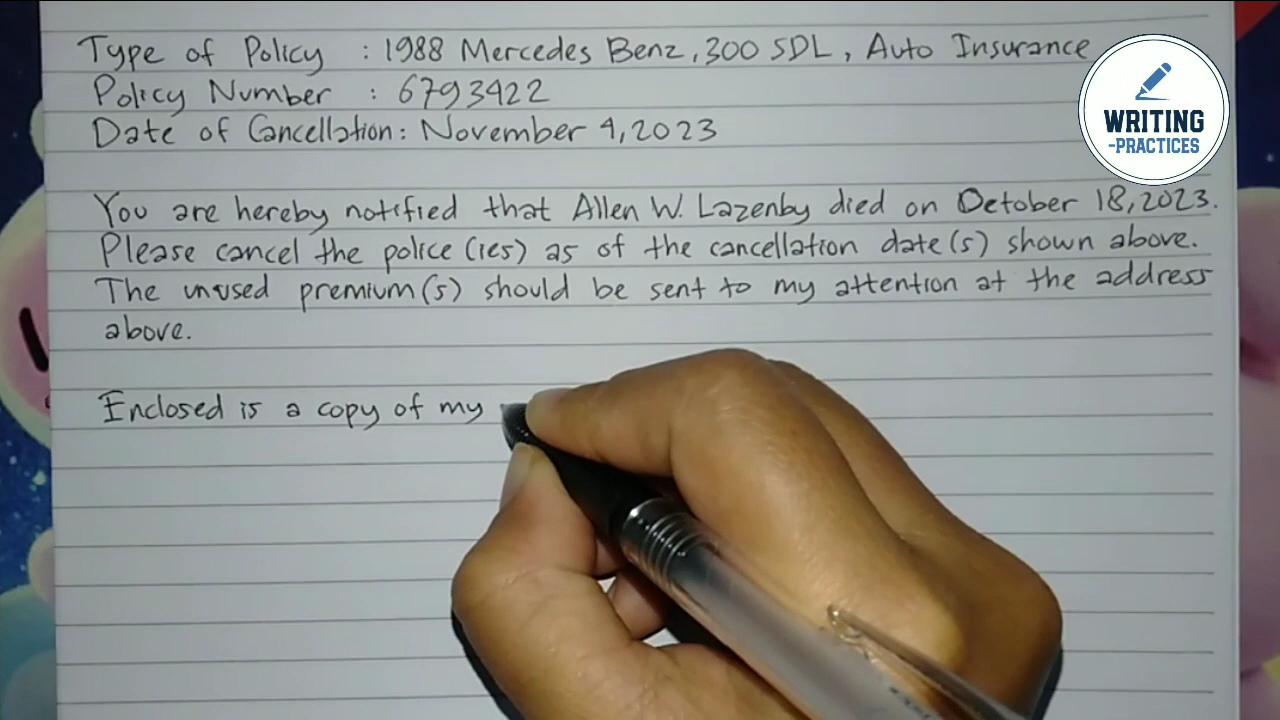 Type of Policy : 1988 Mercedes Benz, 300 SDL, Auto Insurance
Policy Number : 6793422
Date of Cancellation: November 4, 2023
WRITING
-PRACTICES
You are hereby notified that Allen W. Lazenby died on October 18, 2023.
Please cancel the police (ies) as of the cancellation date(s) shown above.
The unused premium(s) should be sent to my attention at the address
above.
Enclosed is a copy of my